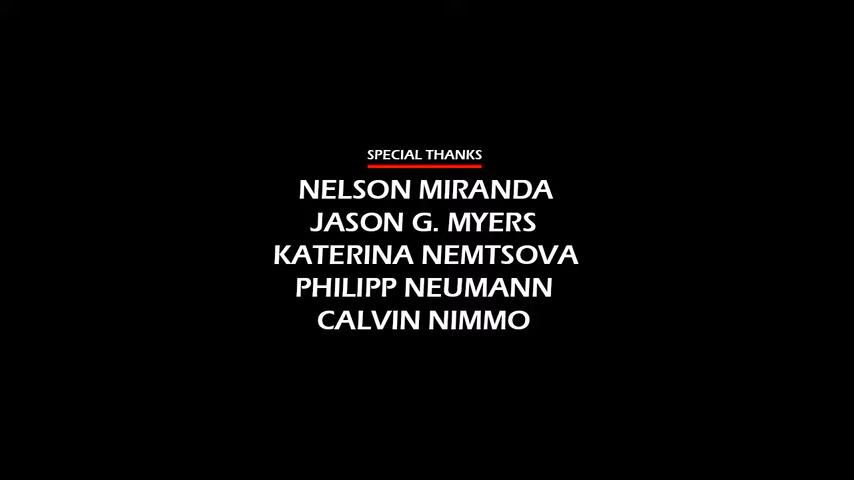 SPECIAL THANKS
NELSON MIRANDA
JASON G. MYERS
KATERINA NEMTSOVA
PHILIPP NEUMANN
CALVIN NIMMO